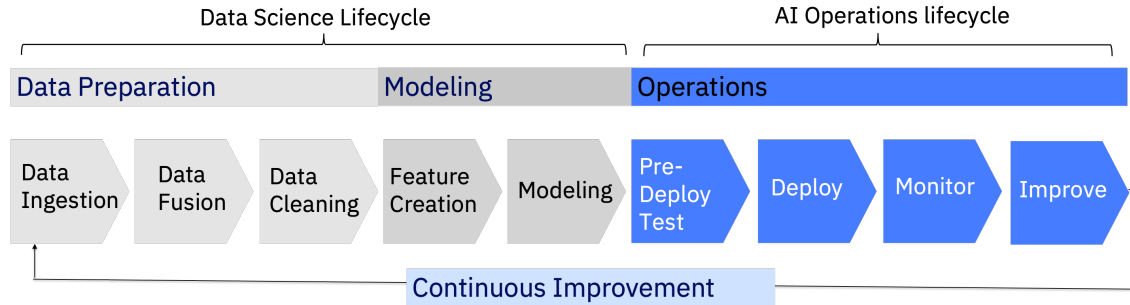 Data Science Lifecycle
AI Operations lifecycle
Data Preparation
Modeling
Operations
Data
Ingestion
Data
Fusion
Data
Cleaning
Feature
Creation
Modeling
Pre-
Deploy
Test
Deploy
Monitor
Improve
Continuous Improvement